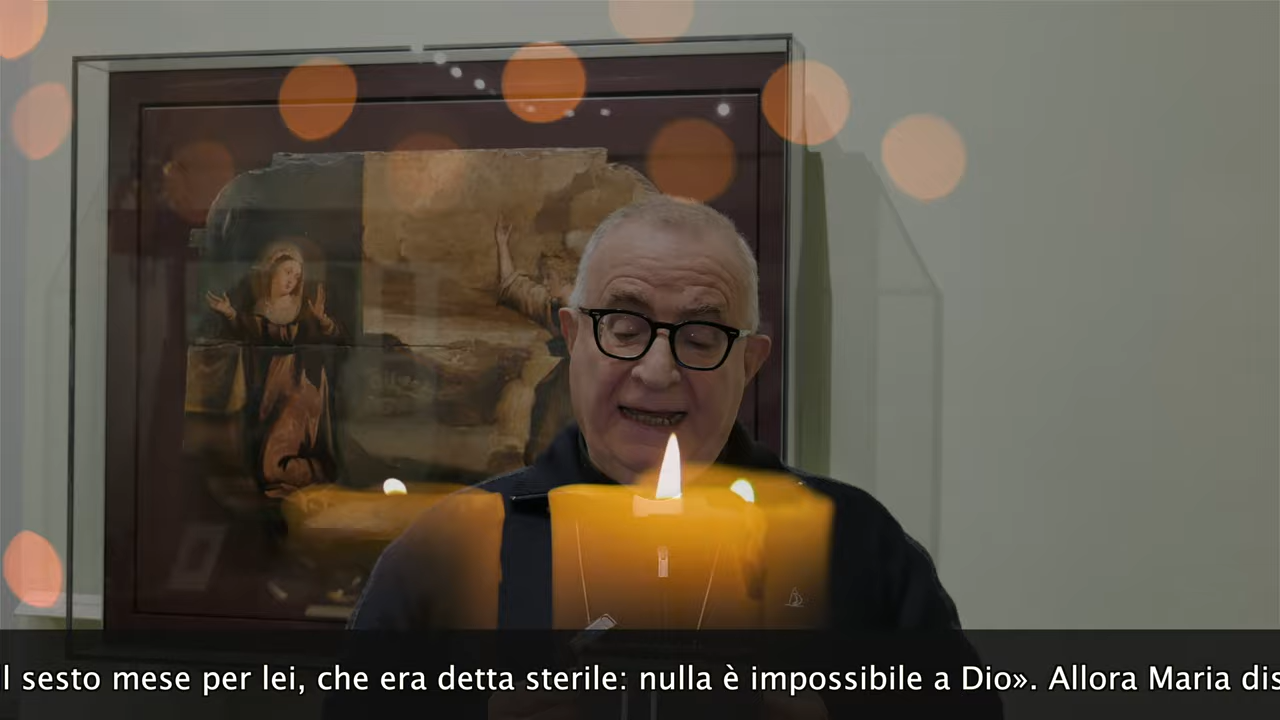 l sesto mese per lei, che era detta sterile: nulla è impossibile a Dio». Allora Maria dis